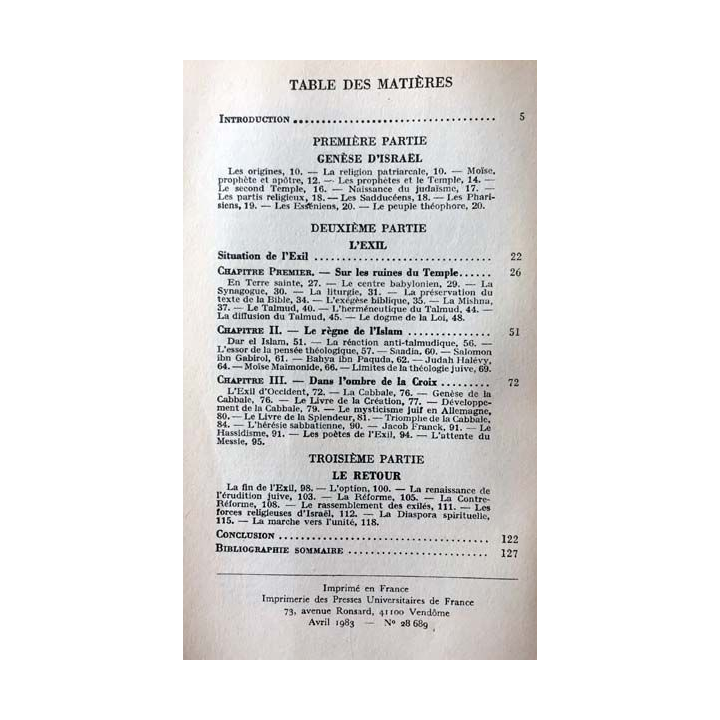 TABLE DES MATIÈRES
INTRODUCTION .................................... 5
PREMIÈRE PARTIE
GENÈSE D'ISRAËL
Les origines, 10. — La religion patriarcale, 10. — Moïse,
prophète et apôtre, 12. — Les prophètes et le Temple, 14. —
Le second Temple, 16. — Naissance du judaïsme, 17. —
Les partis religieux, 18. — Les Sadducéens, 18. — Les Phari-
siens, 19. — Les Esséniens, 20. — Le peuple théophore, 20.
DEUXIÈME PARTIE
L'EXIL
Situation de l'Exil ............................... 22
CHAPITRE PREMIER. — Sur les ruines du Temple...... 26
En Terre sainte, 27. — Le centre babylonien, 29. — La
Synagogue, 30. — La liturgie, 31. — La préservation du
texte de la Bible, 34. — L'exégèse biblique, 35. — La Mishna,
37. — Le Talmud, 40. — L'herméneutique du Talmud, 44. —
La diffusion du Talmud, 45. — Le dogme de la Loi, 48.
CHAPITRE II. — Le règne de l'Islam ............... 51
Dar el Islam, 51. — La réaction anti-talmudique, 56. —
L'essor de la pensée théologique, 57. — Saadia, 60. — Salomon
ibn Gabirol, 61. — Bahya ibn Paquda, 62. — Judah Halévy,
64. — Moïse Maïmonide, 66. — Limites de la théologie juive, 69.
CHAPITRE III. — Dans l'ombre de la Croix ......... 72
L'Exil d'Occident, 72. — La Cabbale, 76. — Genèse de la
Cabbale, 76. — Le Livre de la Création, 77. — Développe-
ment de la Cabbale, 79. — Le mysticisme juif en Allemagne,
80. — Le Livre de la Splendeur, 81. — Triomphe de la Cabbale,
84. — L'hérésie sabbatienne, 90. — Jacob Franck, 91. — Le
Hassidisme, 91. — Les poètes de l'Exil, 94. — L'attente du
Messie, 95.
TROISIÈME PARTIE
LE RETOUR
La fin de l'Exil, 98. — L'option, 100. — La renaissance de
l'érudition juive, 103. — La Réforme, 105. — La Contre-
Réforme, 108. — Le rassemblement des exilés, 111. — Les
forces religieuses d'Israël, 112. — La Diaspora spirituelle,
115. — La marche vers l'unité, 118.
CONCLUSION ...................................... 122
BIBLIOGRAPHIE SOMMAIRE ......................... 127
Imprimé en France
Imprimerie des Presses Universitaires de France
73, avenue Ronsard, 41100 Vendôme
Avril 1983 — Nº 28 689